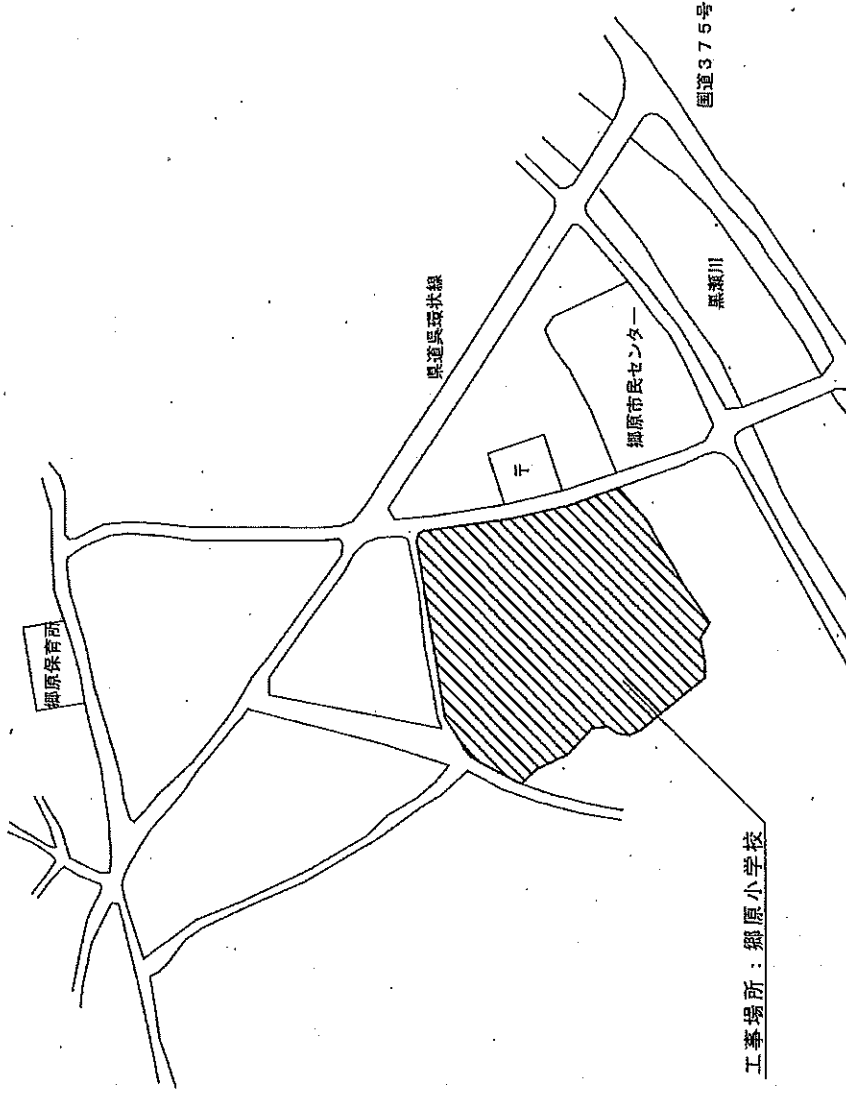 国道375号
県道呉環状線
黒瀬川
郷原市民センター
〒
郷原保育所
工事場所：郷原小学校